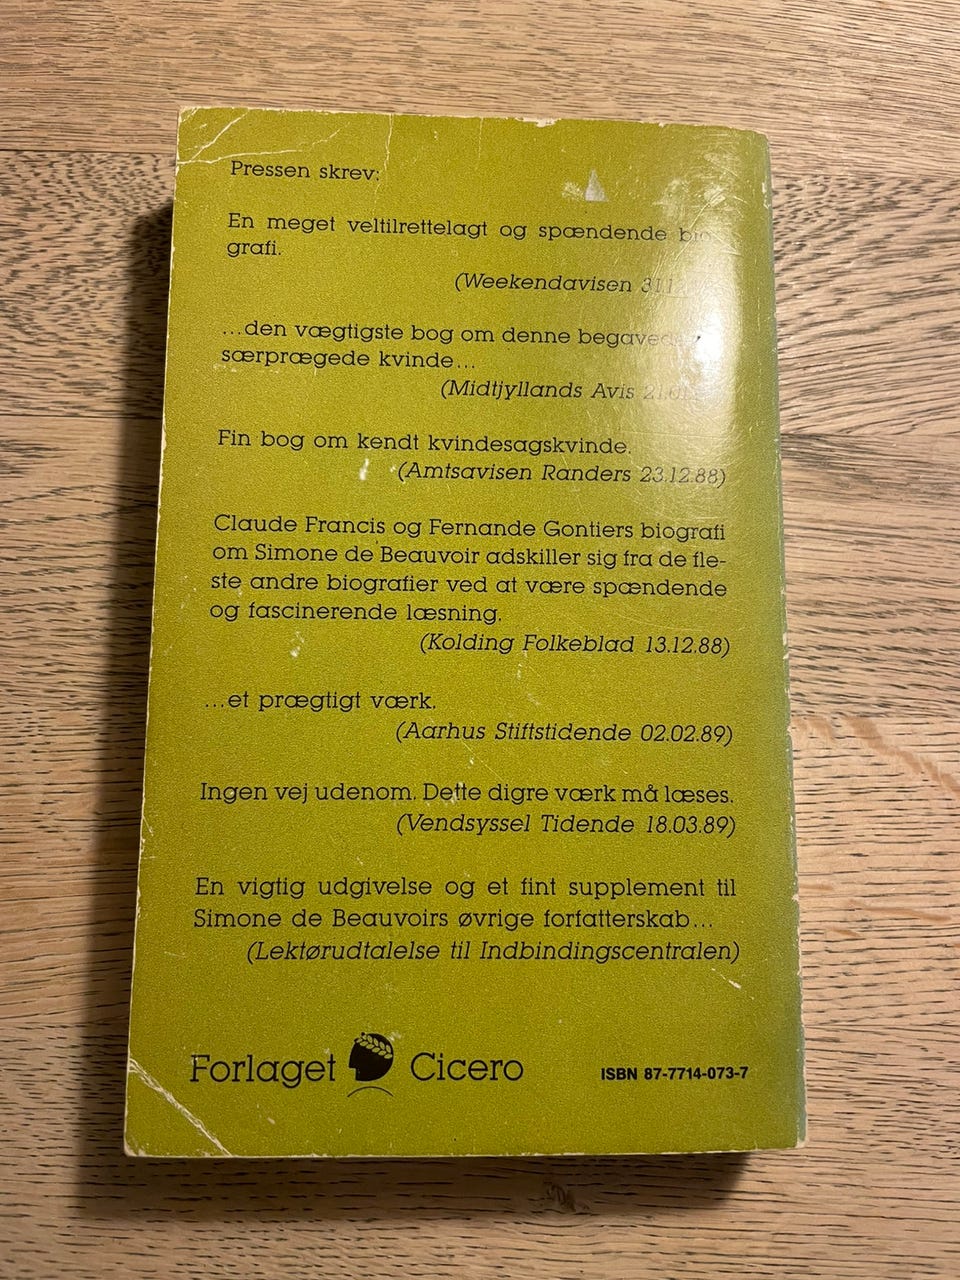 Pressen skrev:
En meget veltilrettelagt og spændende bio-
grafi.
(Weekendavisen
...den vægtigste bog om denne begavede,
særprægede kvinde...
(Midtjyllands Avis
Fin bog om kendt kvindesagskvinde.
(Amtsavisen Randers 23.12.88)
Claude Francis og Fernande Gontiers biografi
om Simone de Beauvoir adskiller sig fra de fle-
ste andre biografier ved at være spændende
og fascinerende læsning.
(Kolding Folkeblad 13.12.88)
...et prægtigt værk.
(Aarhus Stiftstidende 02.02.89)
Ingen vej udenom. Dette digre værk må læses.
(Vendsyssel Tidende 18.03.89)
En vigtig udgivelse og et fint supplement til
Simone de Beauvoirs øvrige forfatterskab...
(Lektørudtalelse til Indbindingscentralen)
Forlaget Cicero
ISBN 87-7714-073-7